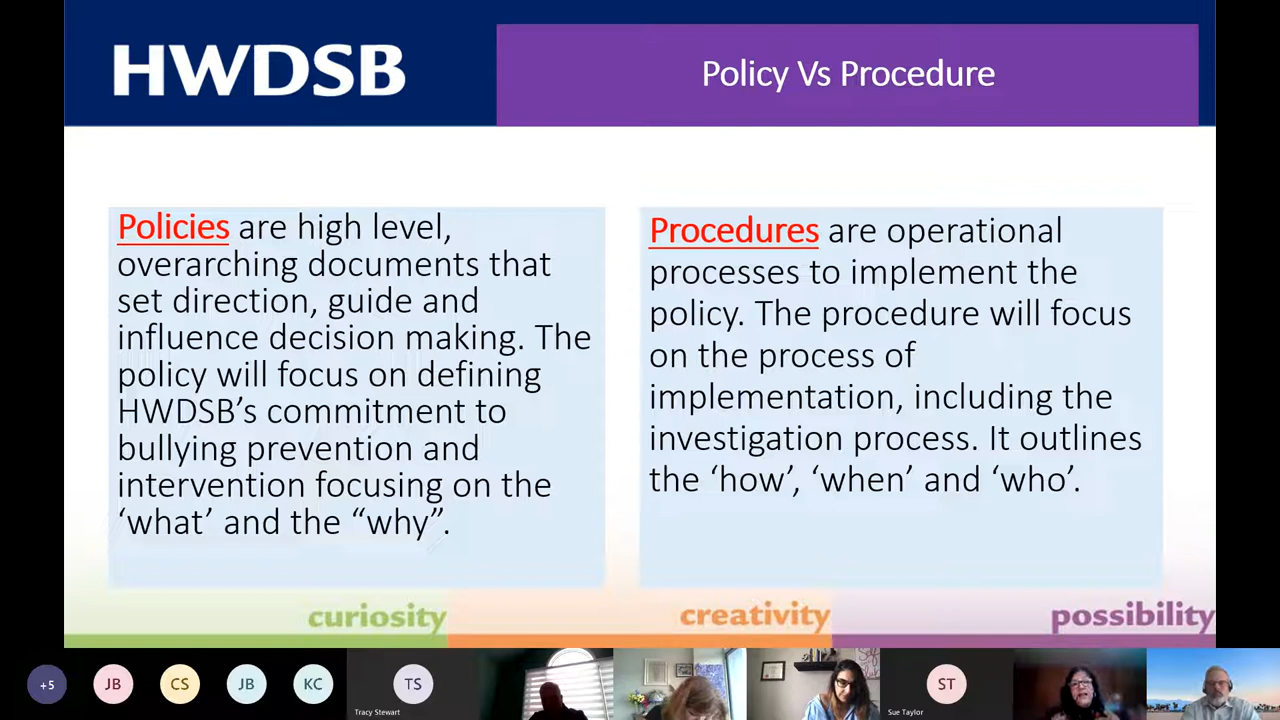 HWDSB
Policy Vs Procedure
Policies are high level,
overarching documents that
set direction, guide and
influence decision making. The
policy will focus on defining
HWDSB’s commitment to
bullying prevention and
intervention focusing on the
‘what’ and the “why”.
Procedures are operational
processes to implement the
policy. The procedure will focus
on the process of
implementation, including the
investigation process. It outlines
the ‘how’, ‘when’ and ‘who’.
curiosity
creativity
possibility
+5
JB
CS
JB
KC
TS
Tracy Stewart
ST
Sue Taylor